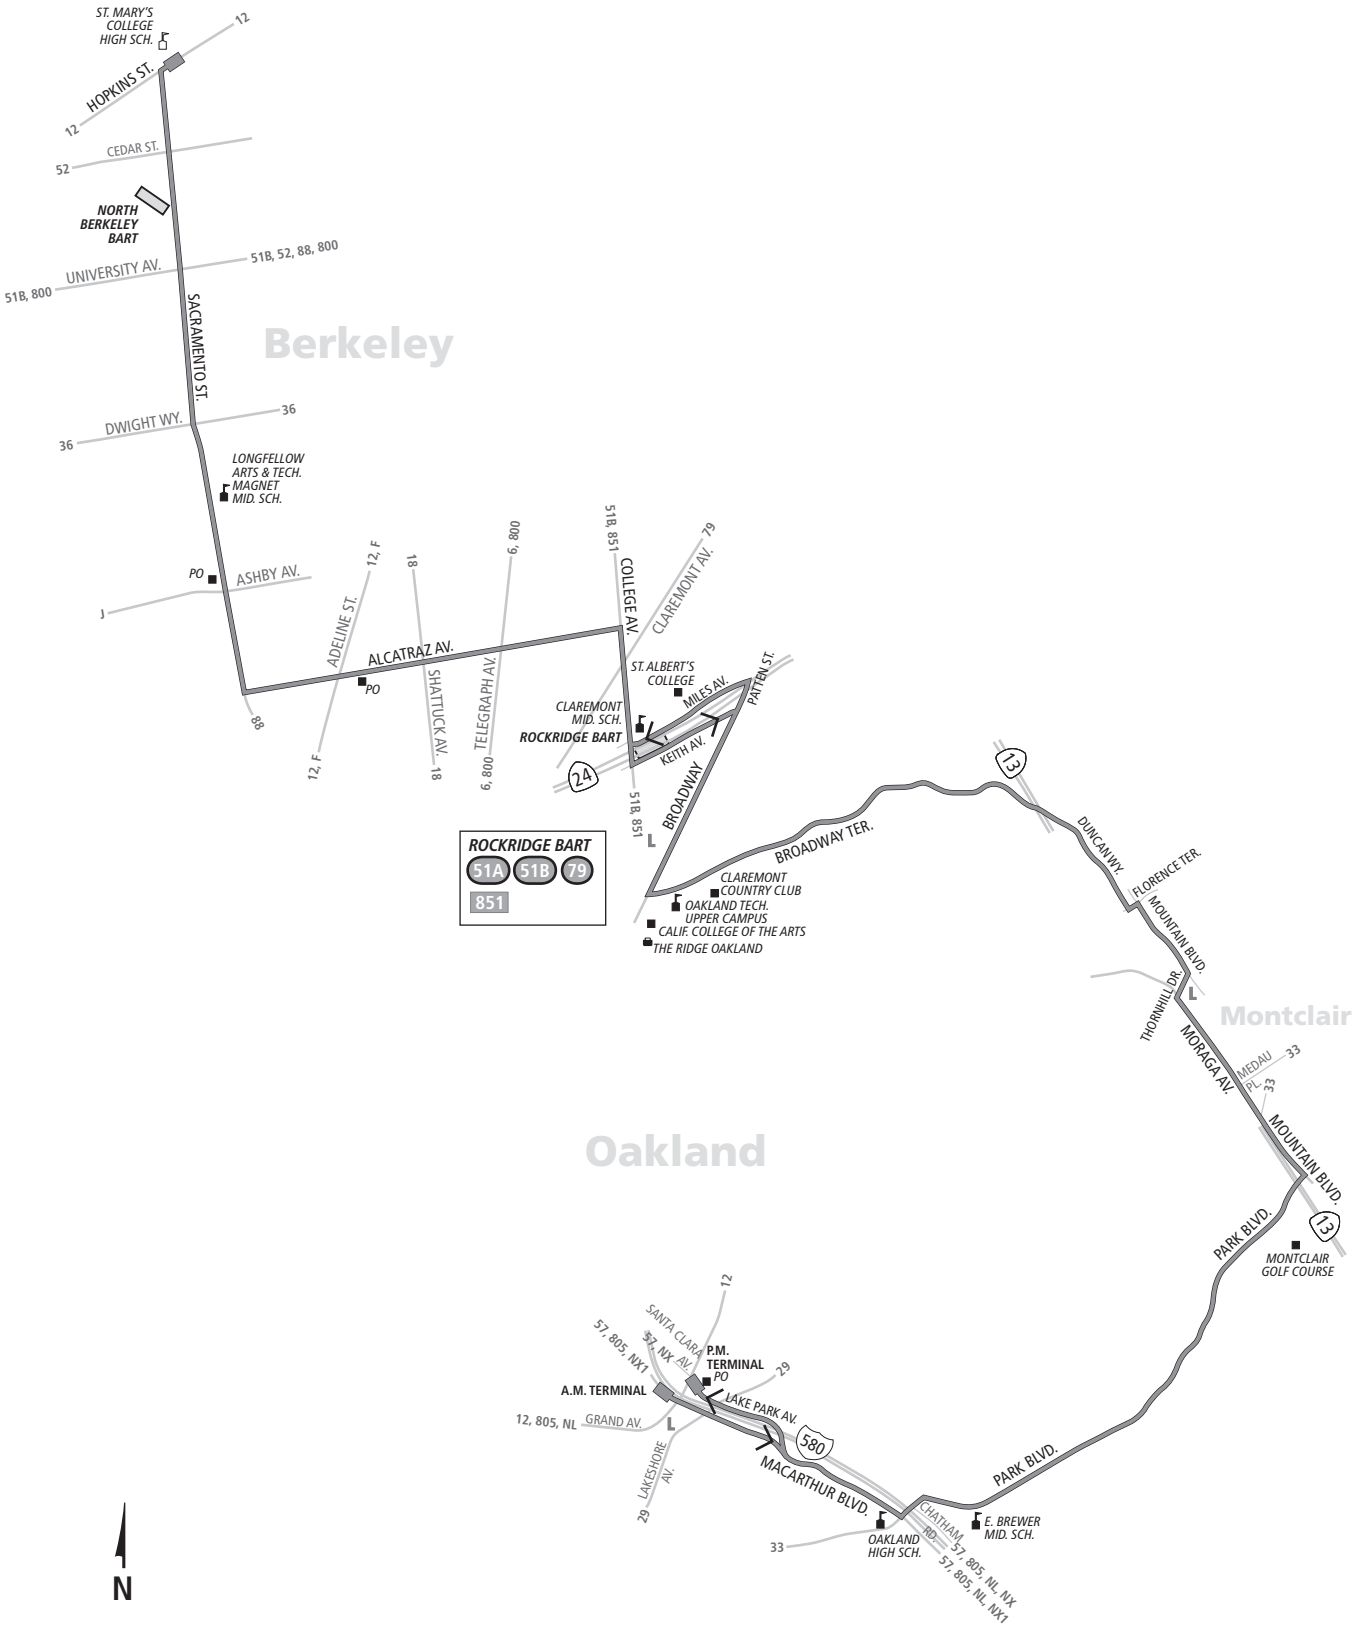 ST. MARY'S
COLLEGE
HIGH SCH.
12
HOPKINS ST.
12
CEDAR ST.
52
NORTH
BERKELEY
BART
51B, 52, 88, 800
UNIVERSITY AV.
51B, 800
SACRAMENTO ST.
Berkeley
DWIGHT WY.
36
36
LONGFELLOW
ARTS & TECH.
MAGNET
MID. SCH.
PO
ASHBY AV.
J
88
12, F
ADELINE ST.
12, F
PO
ALCATRAZ AV.
18
SHATTUCK AV.
18
6, 800
TELEGRAPH AV.
6, 800
51B, 851
COLLEGE AV.
79
CLAREMONT AV.
ST. ALBERT'S
COLLEGE
MILES AV.
PATTEN ST.
CLAREMONT
MID. SCH.
ROCKRIDGE BART
KEITH AV.
24
51B, 851
L
BROADWAY
ROCKRIDGE BART
51A
51B
79
851
BROADWAY TER.
CLAREMONT
COUNTRY CLUB
OAKLAND TECH.
UPPER CAMPUS
CALIF. COLLEGE OF THE ARTS
THE RIDGE OAKLAND
13
DUNCAN WY.
FLORENCE TER.
MOUNTAIN BLVD.
THORNHILL DR.
L
Montclair
MORAGA AV.
MEDAU
PL.
33
33
MOUNTAIN BLVD.
13
PARK BLVD.
MONTCLAIR
GOLF COURSE
Oakland
12
SANTA CLARA
AV.
57, 805, NX1
57, NX
P.M.
TERMINAL
PO
29
A.M. TERMINAL
LAKE PARK AV.
12, 805, NL
GRAND AV.
L
580
LAKESHORE
AV.
29
MACARTHUR BLVD.
PARK BLVD.
CHATHAM
RD.
E. BREWER
MID. SCH.
OAKLAND
HIGH SCH.
33
57, 805, NL, NX
57, 805, NL, NX1
N